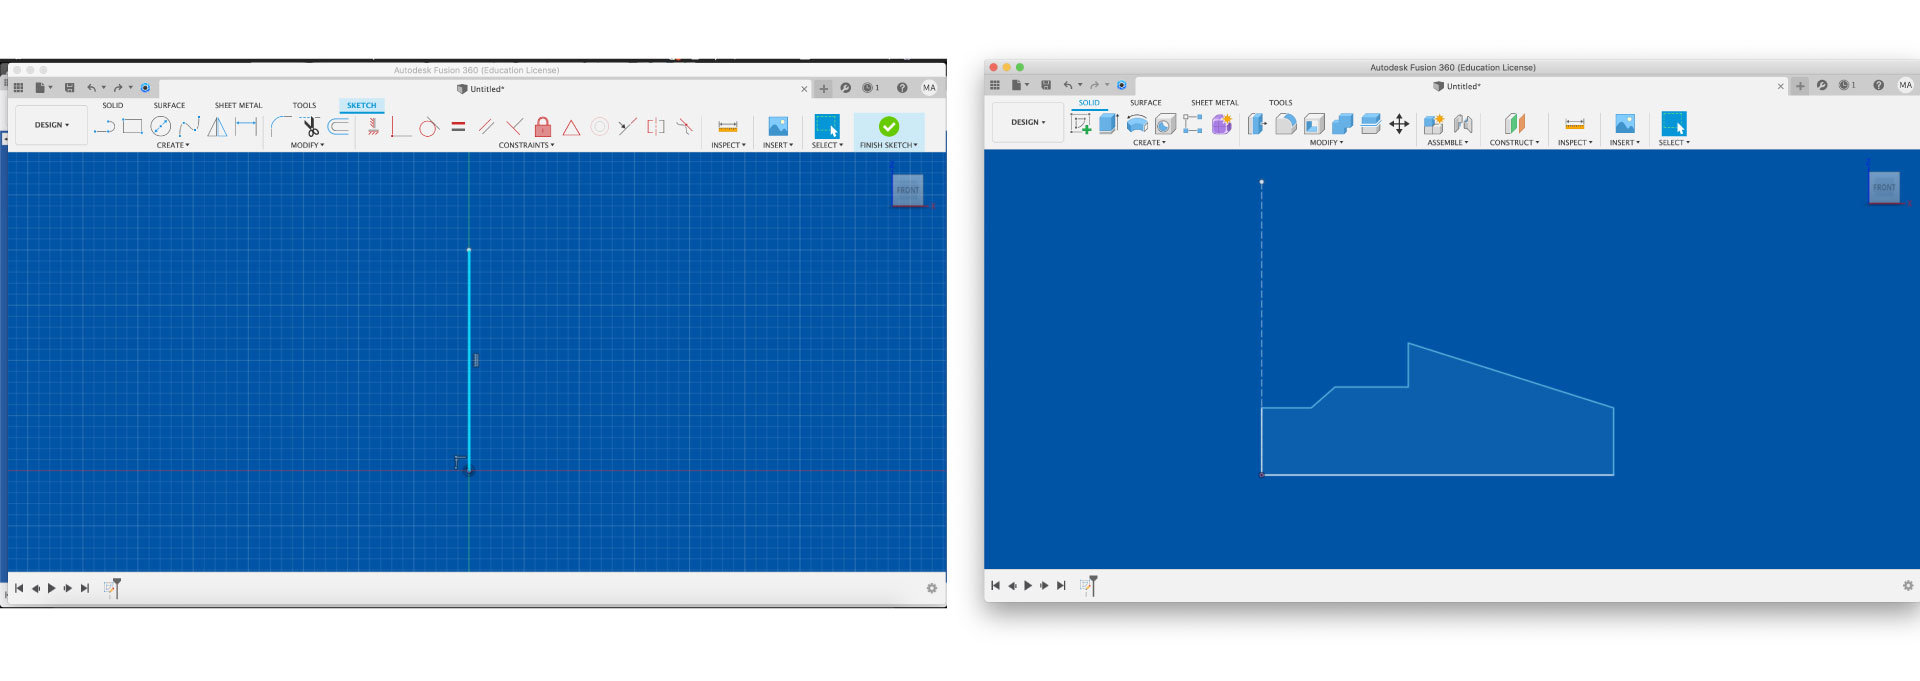 Autodesk Fusion 360 (Education License)
Untitled*
1
MA
SOLID SURFACE SHEET METAL TOOLS SKETCH
DESIGN
CREATE MODIFY CONSTRAINTS INSPECT INSERT SELECT FINISH SKETCH
FRONT
Autodesk Fusion 360 (Education License)
Untitled*
1
MA
SOLID SURFACE SHEET METAL TOOLS
DESIGN
CREATE MODIFY ASSEMBLE CONSTRUCT INSPECT INSERT SELECT
Z
FRONT